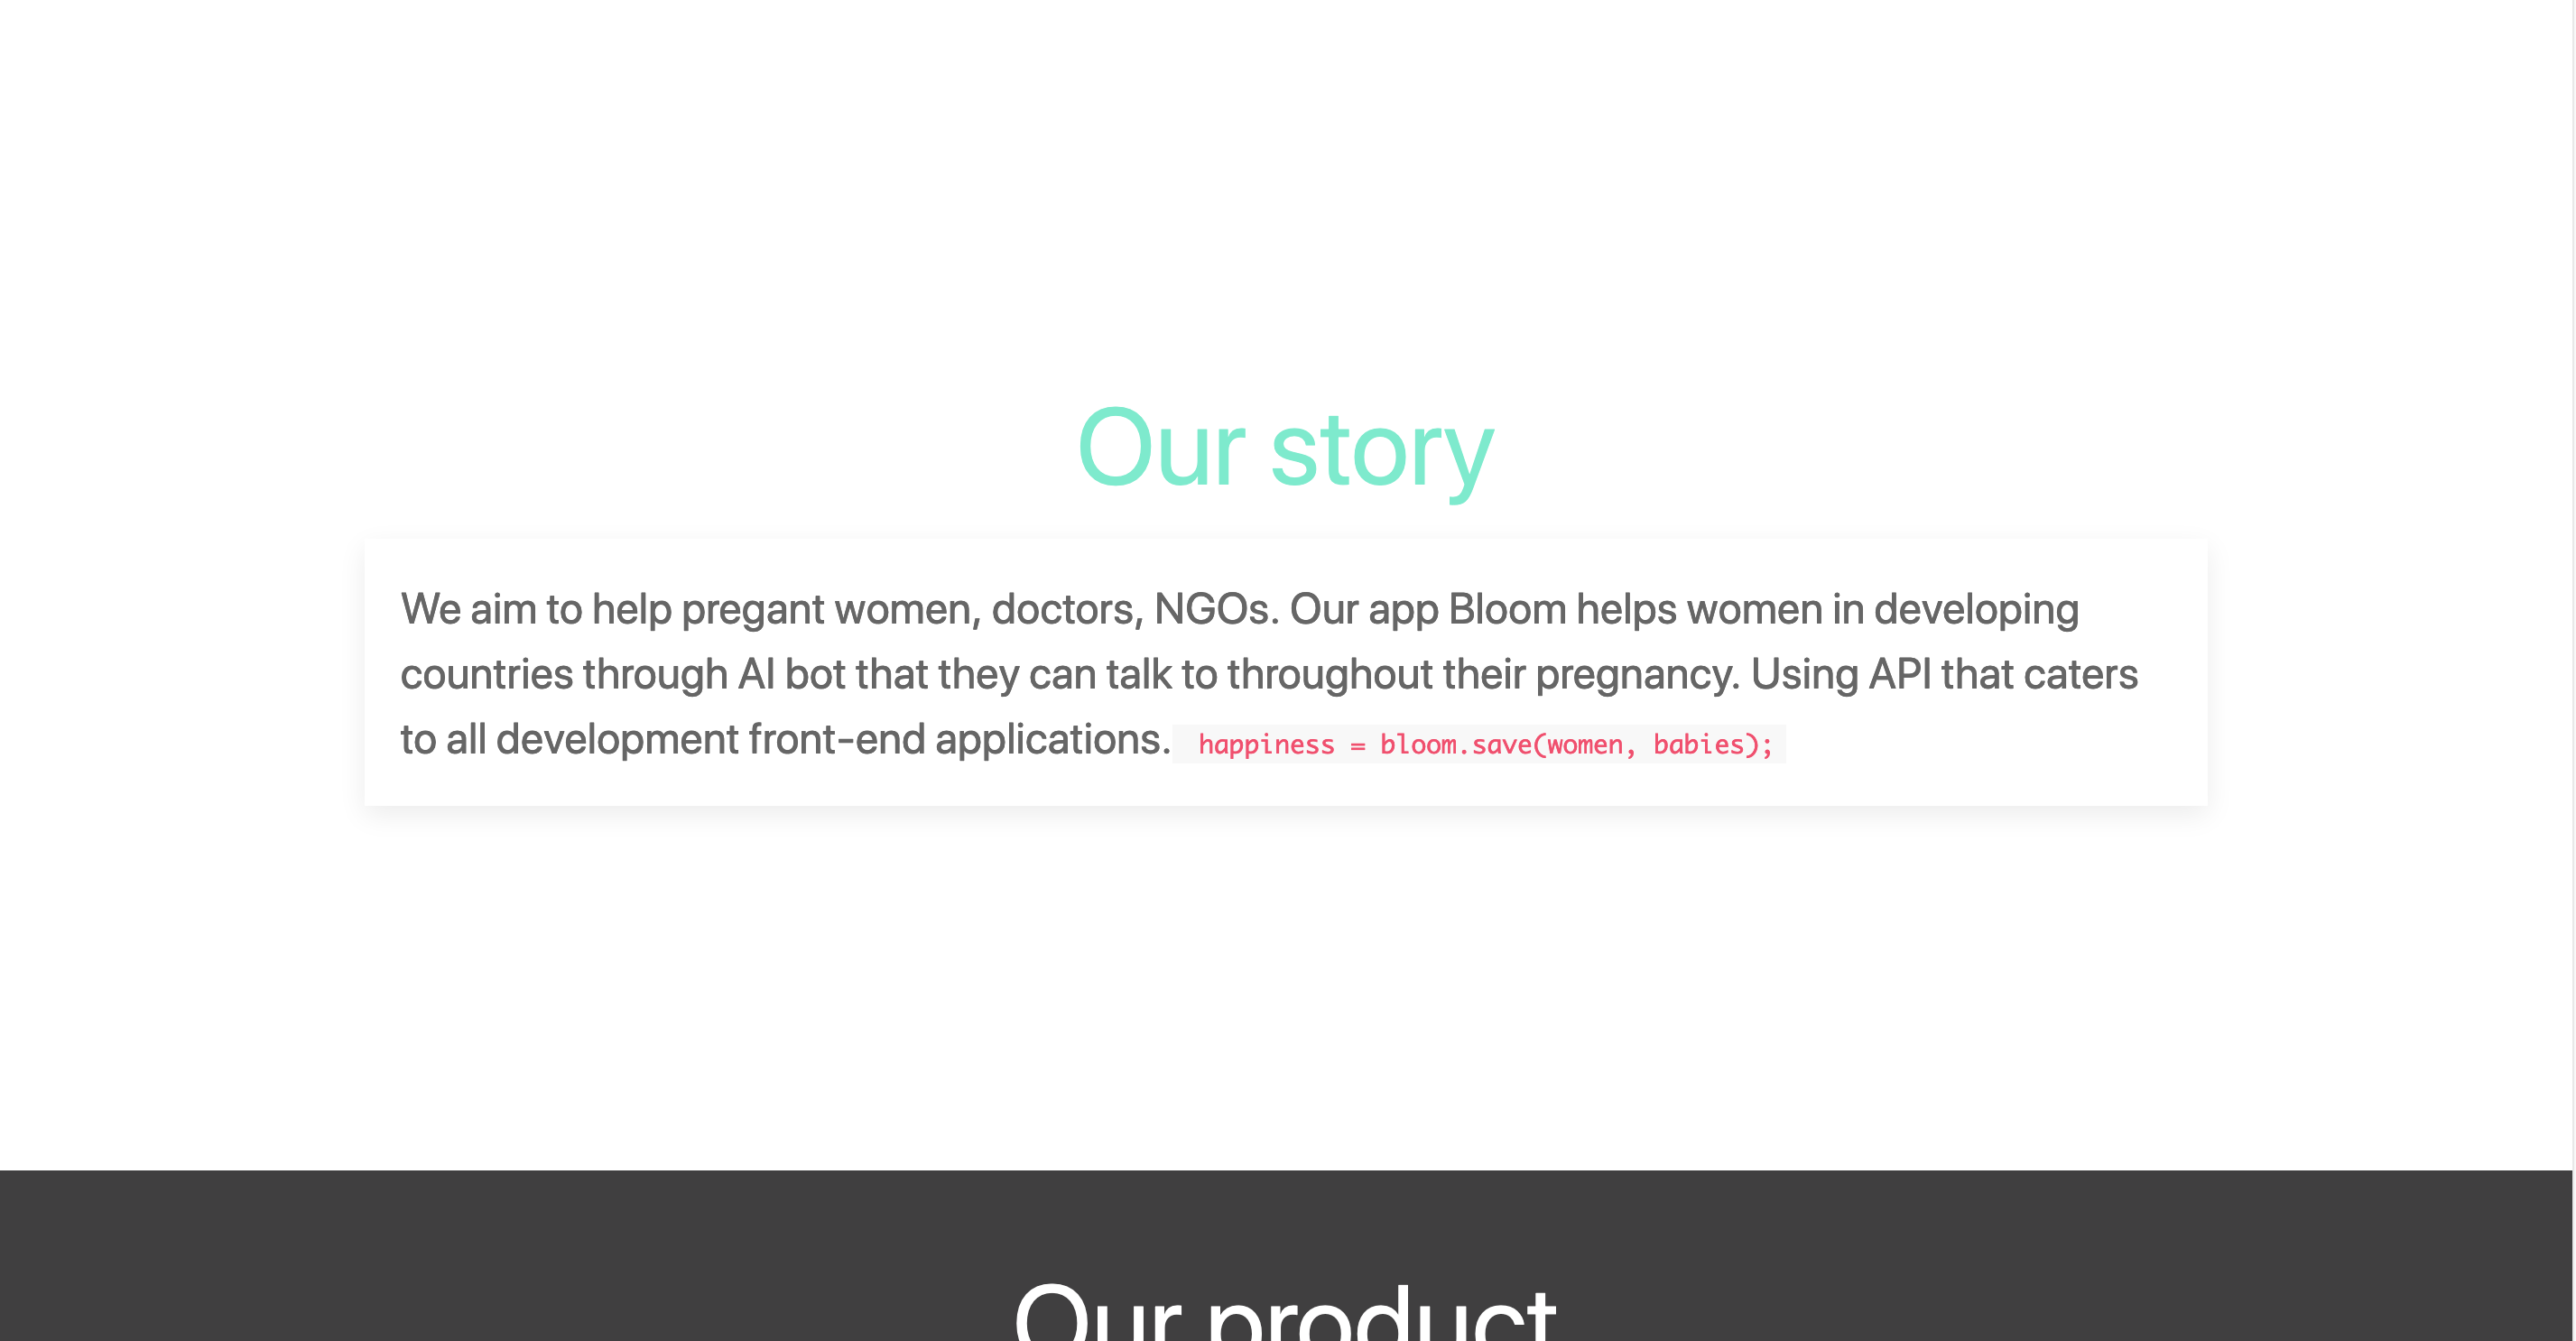 Our story
We aim to help pregant women, doctors, NGOs. Our app Bloom helps women in developing
countries through AI bot that they can talk to throughout their pregnancy. Using API that caters
to all development front-end applications. happiness = bloom.save(women, babies);
Our product